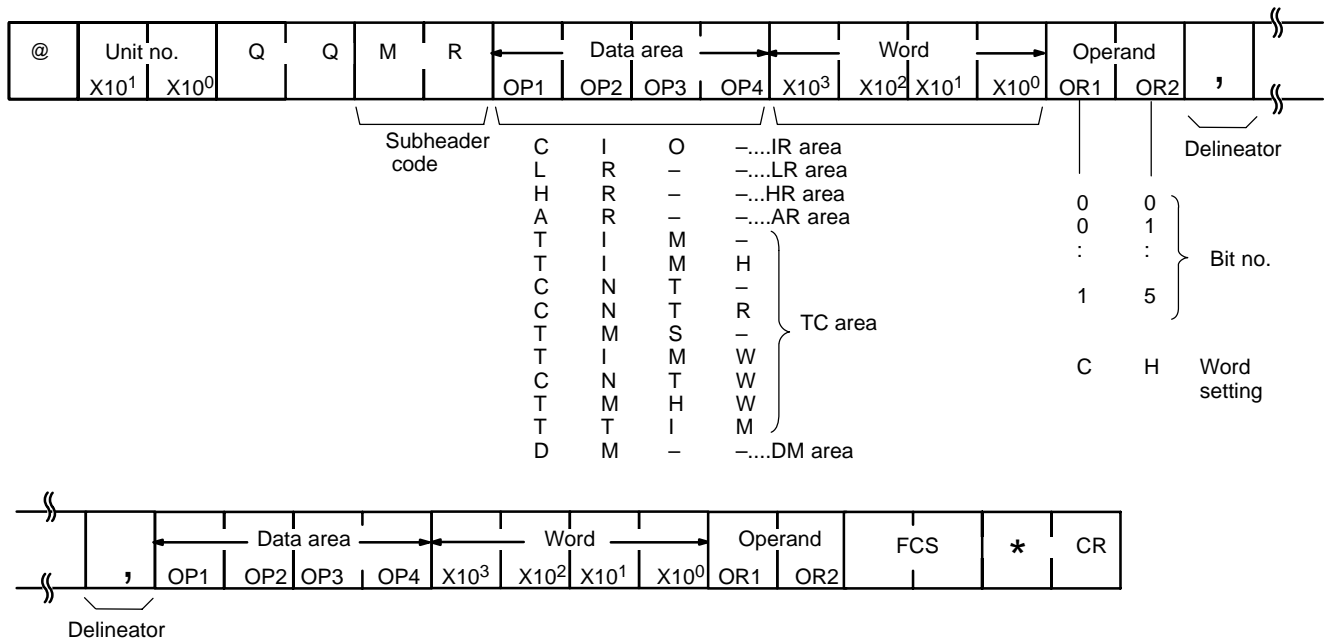 @ Unit no. Q Q M R Data area Word Operand ,
X10¹ X10⁰ OP1 OP2 OP3 OP4 X10³ X10² X10¹ X10⁰ OR1 OR2
Subheader
code
Delineator
C I O –....IR area
L R – –....LR area
H R – –...HR area
A R – –....AR area
T I M –
T I M H
C N T –
C N T R
T M S –
T I M W
C N T W
T M H W
T T I M
D M – –....DM area
TC area
0 0
0 1
: :
1 5
Bit no.
C H Word
setting
, Data area Word Operand FCS * CR
OP1 OP2 OP3 OP4 X10³ X10² X10¹ X10⁰ OR1 OR2
Delineator